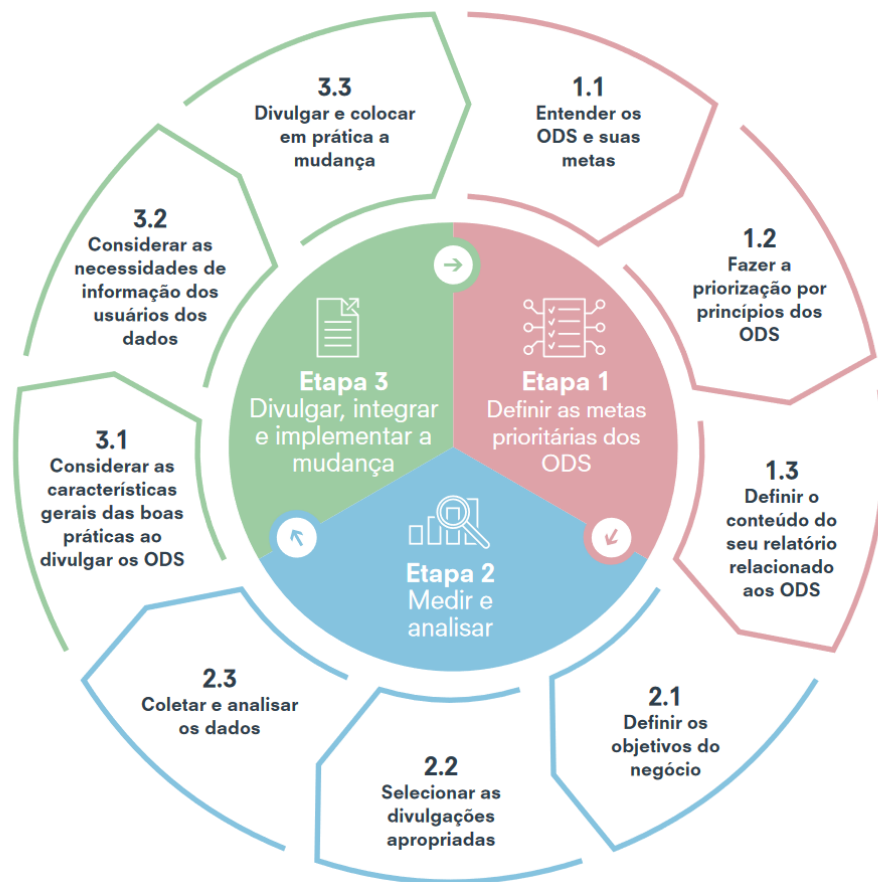 1.1
Entender os
ODS e suas
metas
1.2
Fazer a
priorização por
princípios dos
ODS
1.3
Definir o
conteúdo do
seu relatório
relacionado
aos ODS
2.1
Definir os
objetivos do
negócio
2.2
Selecionar as
divulgações
apropriadas
2.3
Coletar e analisar
os dados
3.1
Considerar as
características
gerais das boas
práticas ao
divulgar os ODS
3.2
Considerar as
necessidades de
informação dos
usuários dos
dados
3.3
Divulgar e colocar
em prática a
mudança
Etapa 1
Definir as metas
prioritárias dos
ODS
Etapa 2
Medir e
analisar
Etapa 3
Divulgar, integrar
e implementar a
mudança